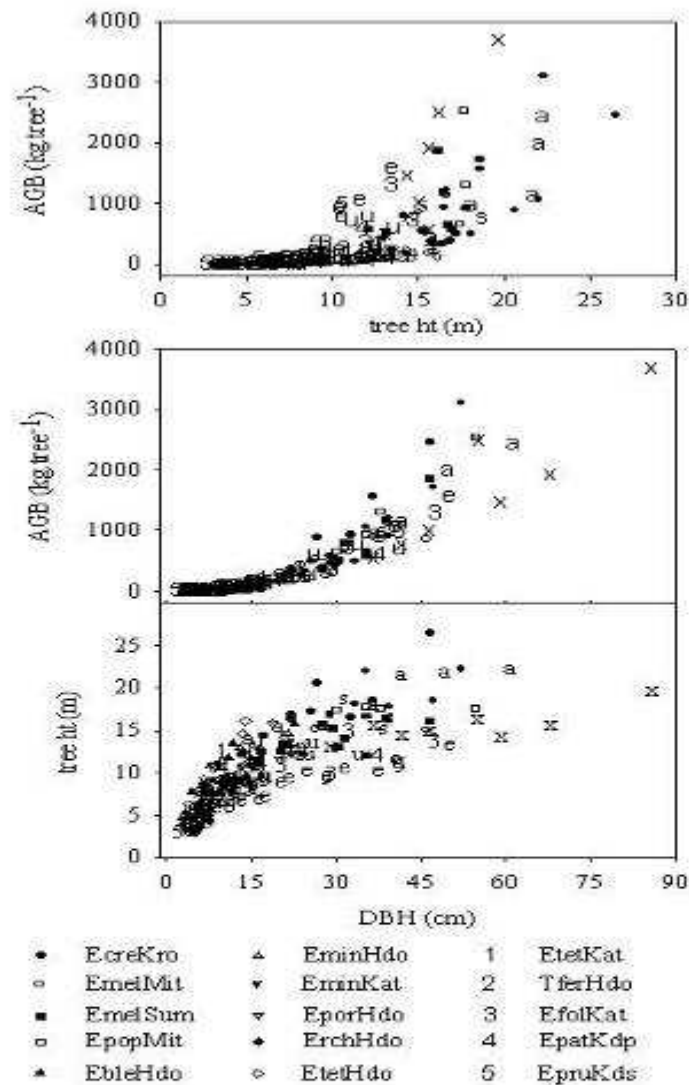 4000
3000
2000
1000
0
AGB (kg tree⁻¹)
0 5 10 15 20 25 30
tree ht (m)
4000
3000
2000
1000
0
AGB (kg tree⁻¹)
25
20
15
10
5
0
tree ht (m)
0 15 30 45 60 75 90
DBH (cm)
EcreKro EminHdo 1 EtetKat
EmelMit EminKat 2 TferHdo
EmelSum EporHdo 3 EfolKat
EpopMit ErchHdo 4 EpatKdp
EbleHdo EtetHdo 5 EpruKds